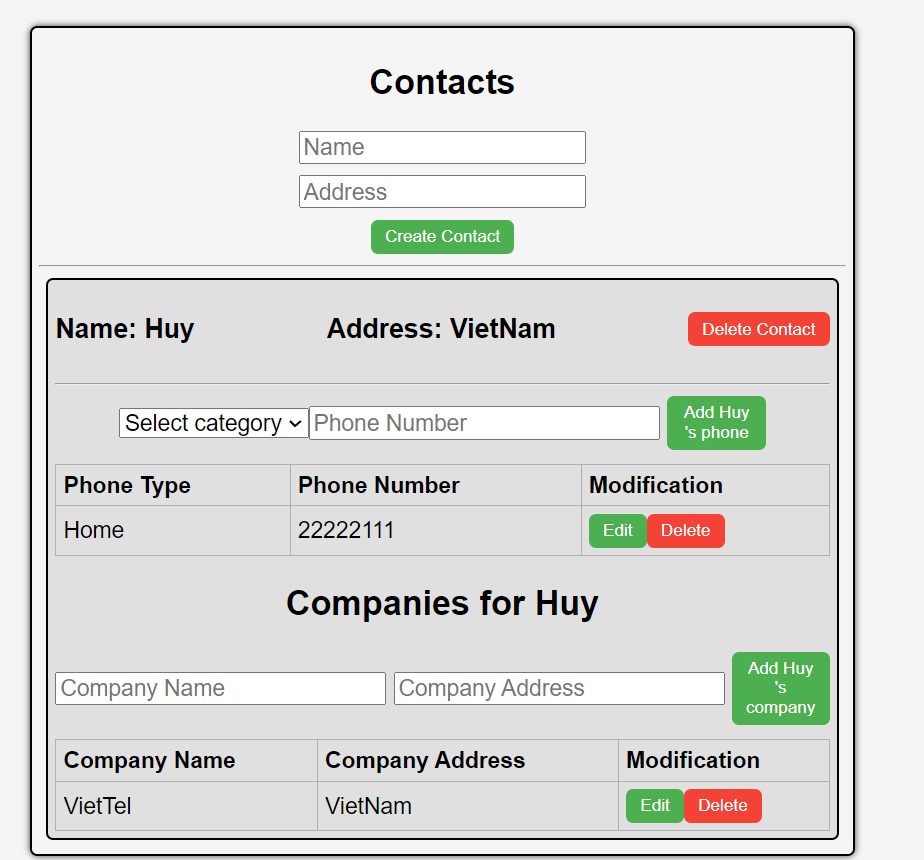 Contacts
Name
Address
Create Contact
Name: Huy Address: VietNam Delete Contact
Select category Phone Number Add Huy
's phone
Phone Type Phone Number Modification
Home 22222111 Edit Delete
Companies for Huy
Company Name Company Address Add Huy
's
company
Company Name Company Address Modification
VietTel VietNam Edit Delete